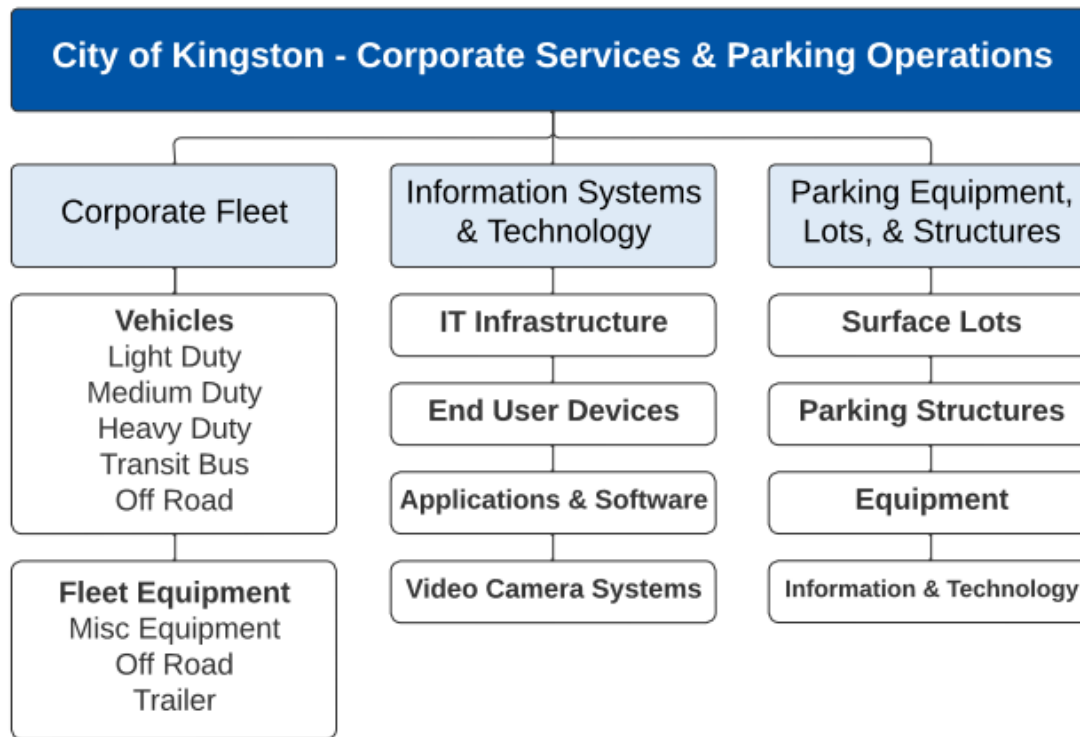 City of Kingston - Corporate Services & Parking Operations
Corporate Fleet
Vehicles
Light Duty
Medium Duty
Heavy Duty
Transit Bus
Off Road
Fleet Equipment
Misc Equipment
Off Road
Trailer
Information Systems
& Technology
IT Infrastructure
End User Devices
Applications & Software
Video Camera Systems
Parking Equipment,
Lots, & Structures
Surface Lots
Parking Structures
Equipment
Information & Technology